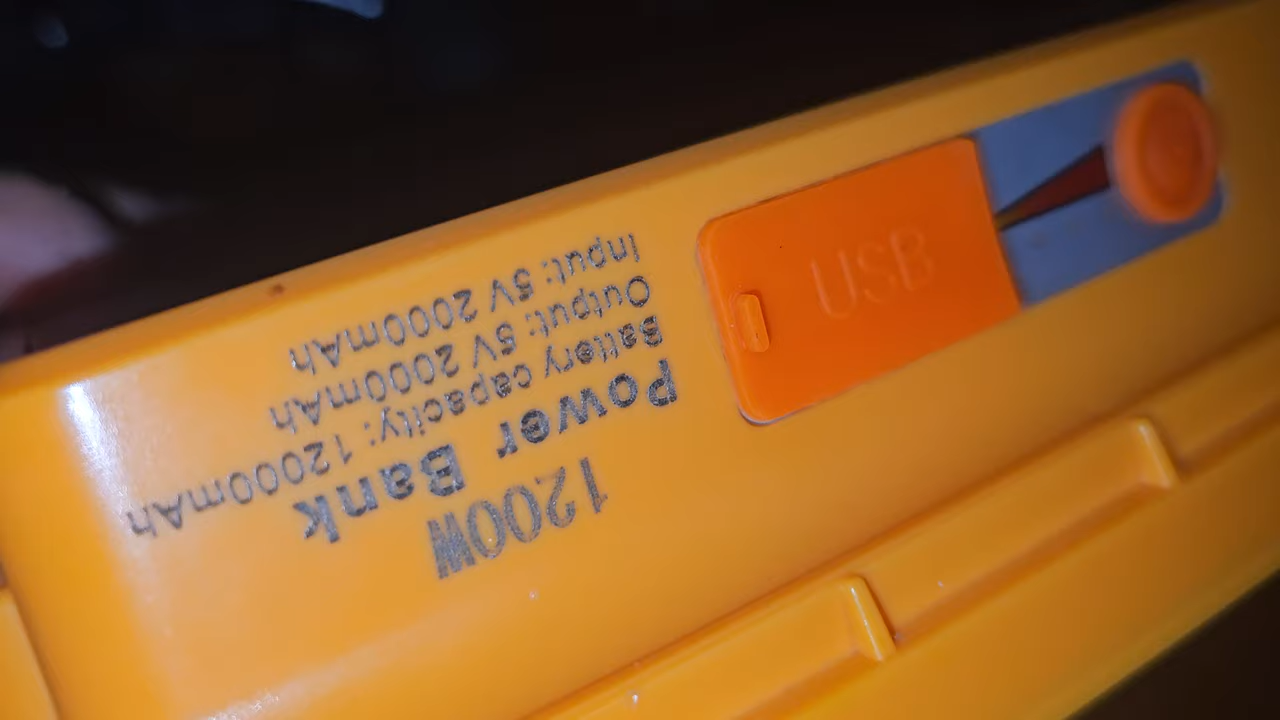 1200W
Power Bank
Battery capacity: 12000mAh
Output: 5V 2000mAh
Input: 5V 2000mAh
USB